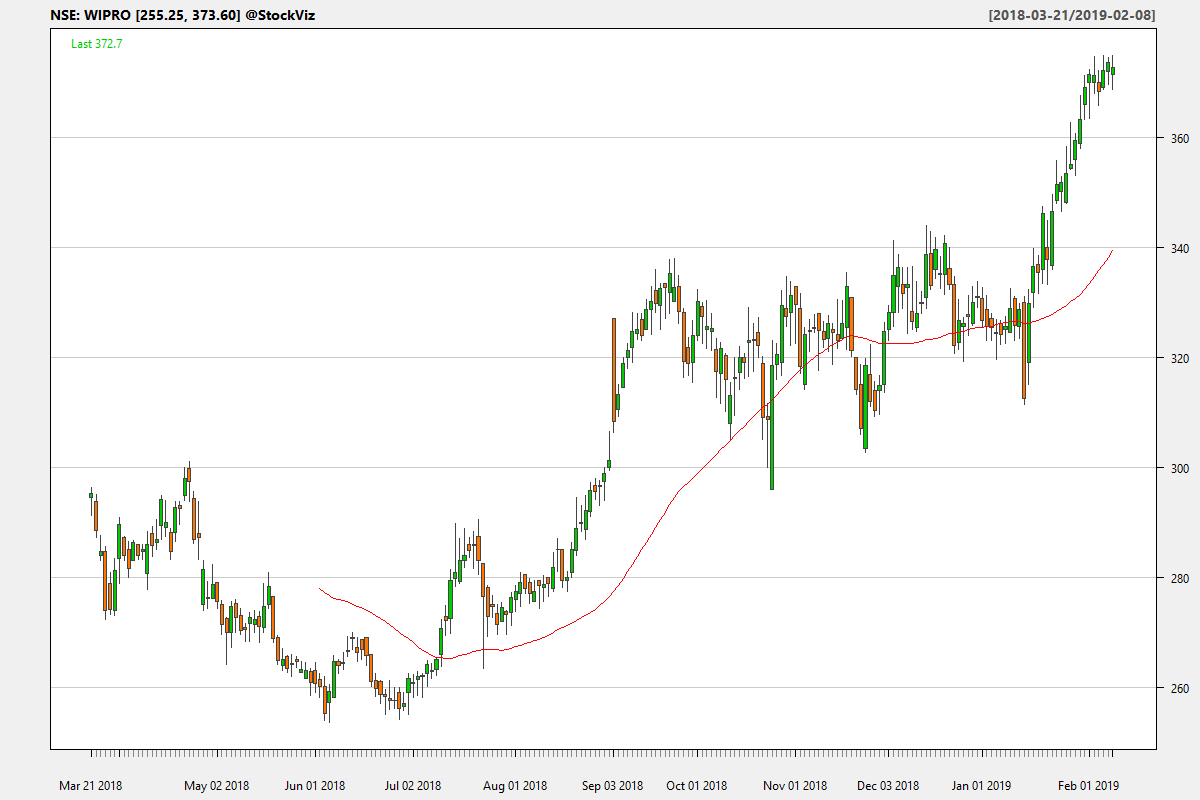 NSE: WIPRO [255.25, 373.60] @StockViz
[2018-03-21/2019-02-08]
Last 372.7
360
340
320
300
280
260
Mar 21 2018
May 02 2018
Jun 01 2018
Jul 02 2018
Aug 01 2018
Sep 03 2018
Oct 01 2018
Nov 01 2018
Dec 03 2018
Jan 01 2019
Feb 01 2019